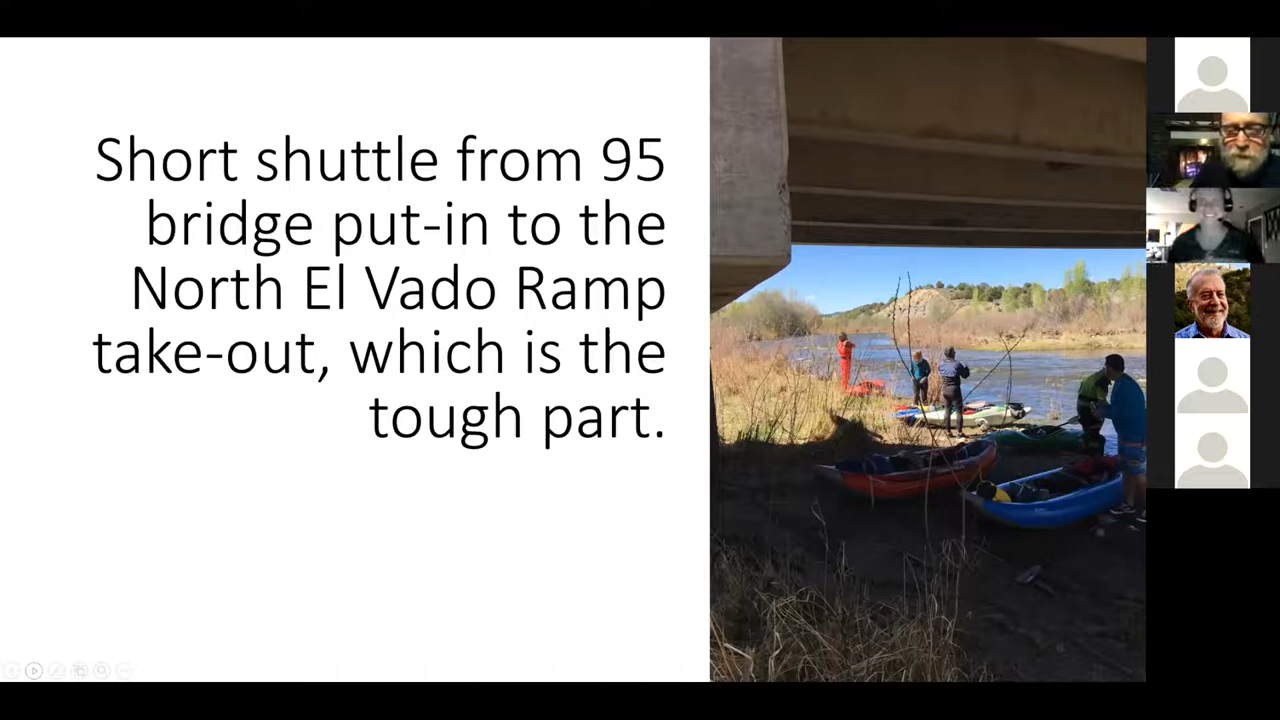 Short shuttle from 95
bridge put-in to the
North El Vado Ramp
take-out, which is the
tough part.